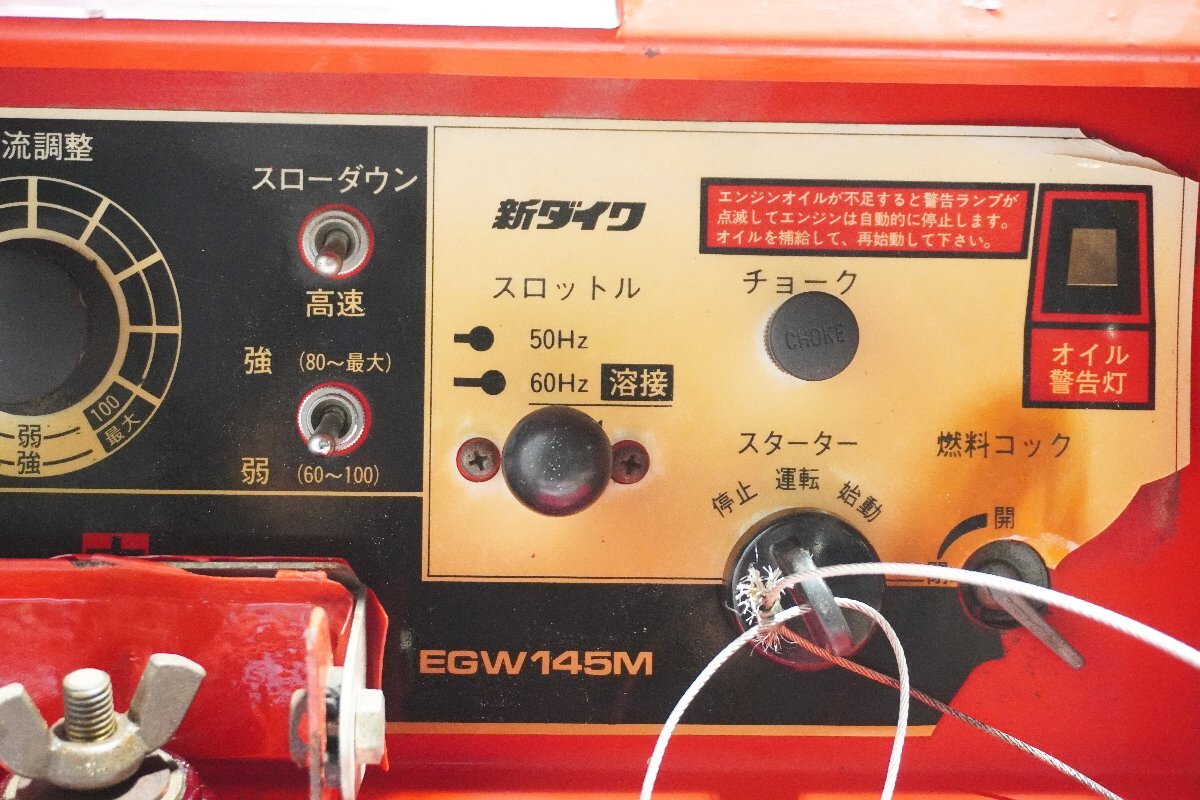 流調整
スローダウン
高速
強 (80〜最大)
弱 (60〜100)
100
最大
弱
強
新ダイワ
エンジンオイルが不足すると警告ランプが
点滅してエンジンは自動的に停止します。
オイルを補給して、再始動して下さい。
オイル
警告灯
スロットル
50Hz
60Hz 溶接
チョーク
CHOKE
スターター
停止 運転 始動
燃料コック
開
閉
EGW145M